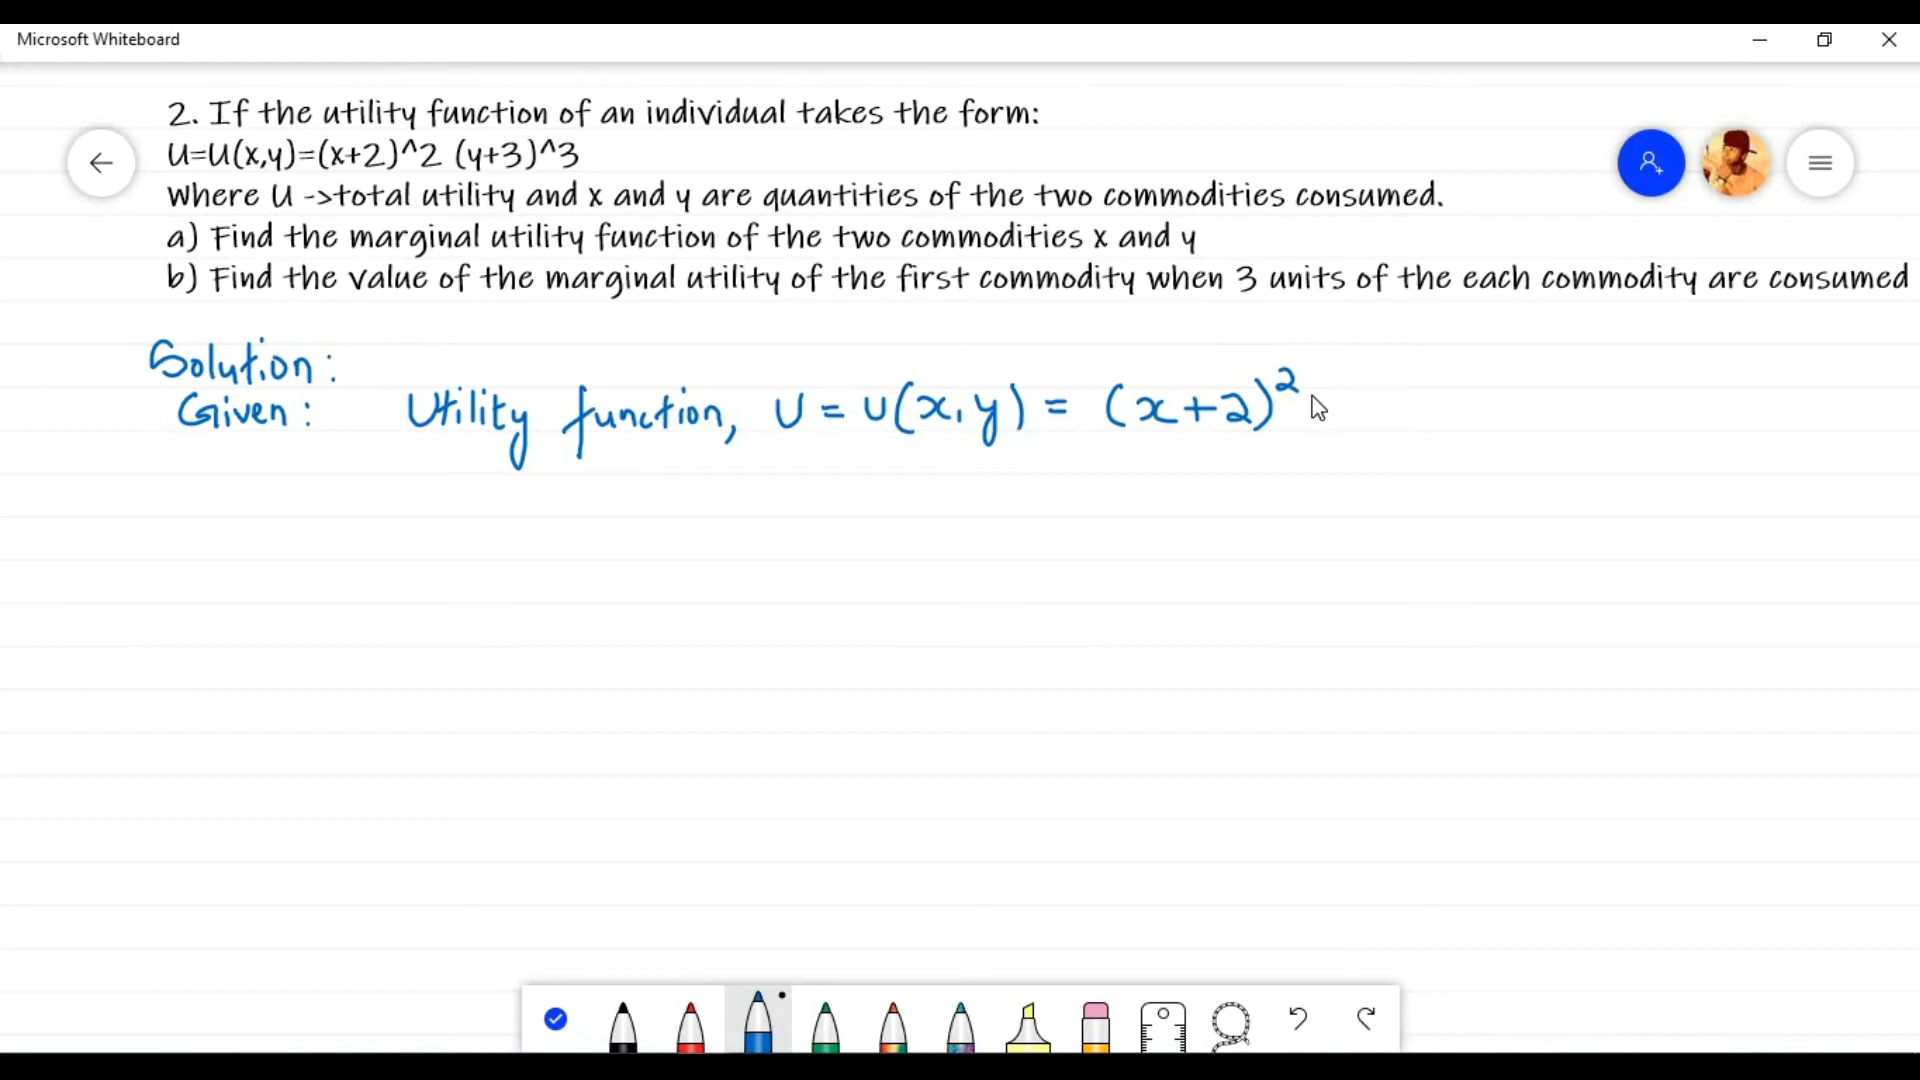 Microsoft Whiteboard
2. If the utility function of an individual takes the form:
U=U(x,y)=(x+2)^2 (y+3)^3
Where U ->total utility and x and y are quantities of the two commodities consumed.
a) Find the marginal utility function of the two commodities x and y
b) Find the value of the marginal utility of the first commodity when 3 units of the each commodity are consumed
Solution:
Given: Utility function, U = U(x,y) = (x+2)²